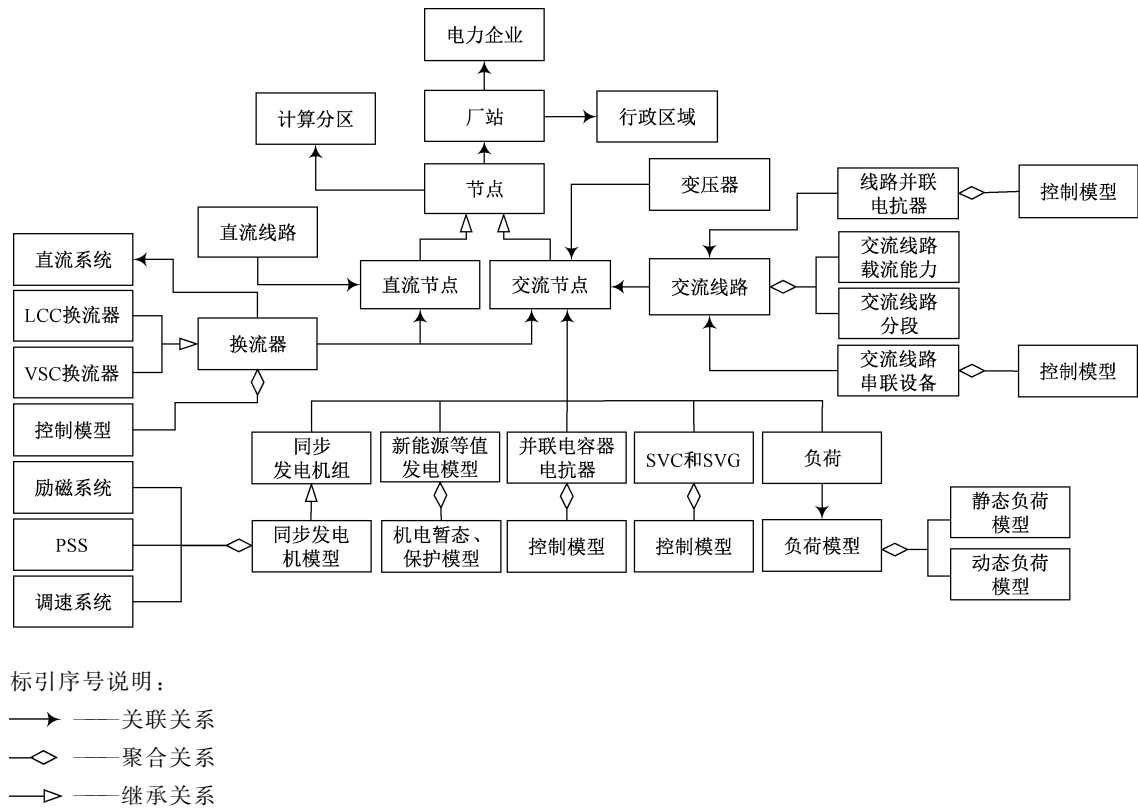 电力企业
计算分区
厂站
行政区域
节点
变压器
线路并联
电抗器
控制模型
直流线路
直流系统
直流节点
交流节点
交流线路
交流线路
载流能力
LCC换流器
换流器
交流线路
分段
VSC换流器
交流线路
串联设备
控制模型
控制模型
同步
发电机组
新能源等值
发电模型
并联电容器
电抗器
SVC和SVG
负荷
励磁系统
静态负荷
模型
PSS
同步发电
机模型
机电暂态、
保护模型
控制模型
控制模型
负荷模型
动态负荷
模型
调速系统
标引序号说明：
——关联关系
——聚合关系
——继承关系